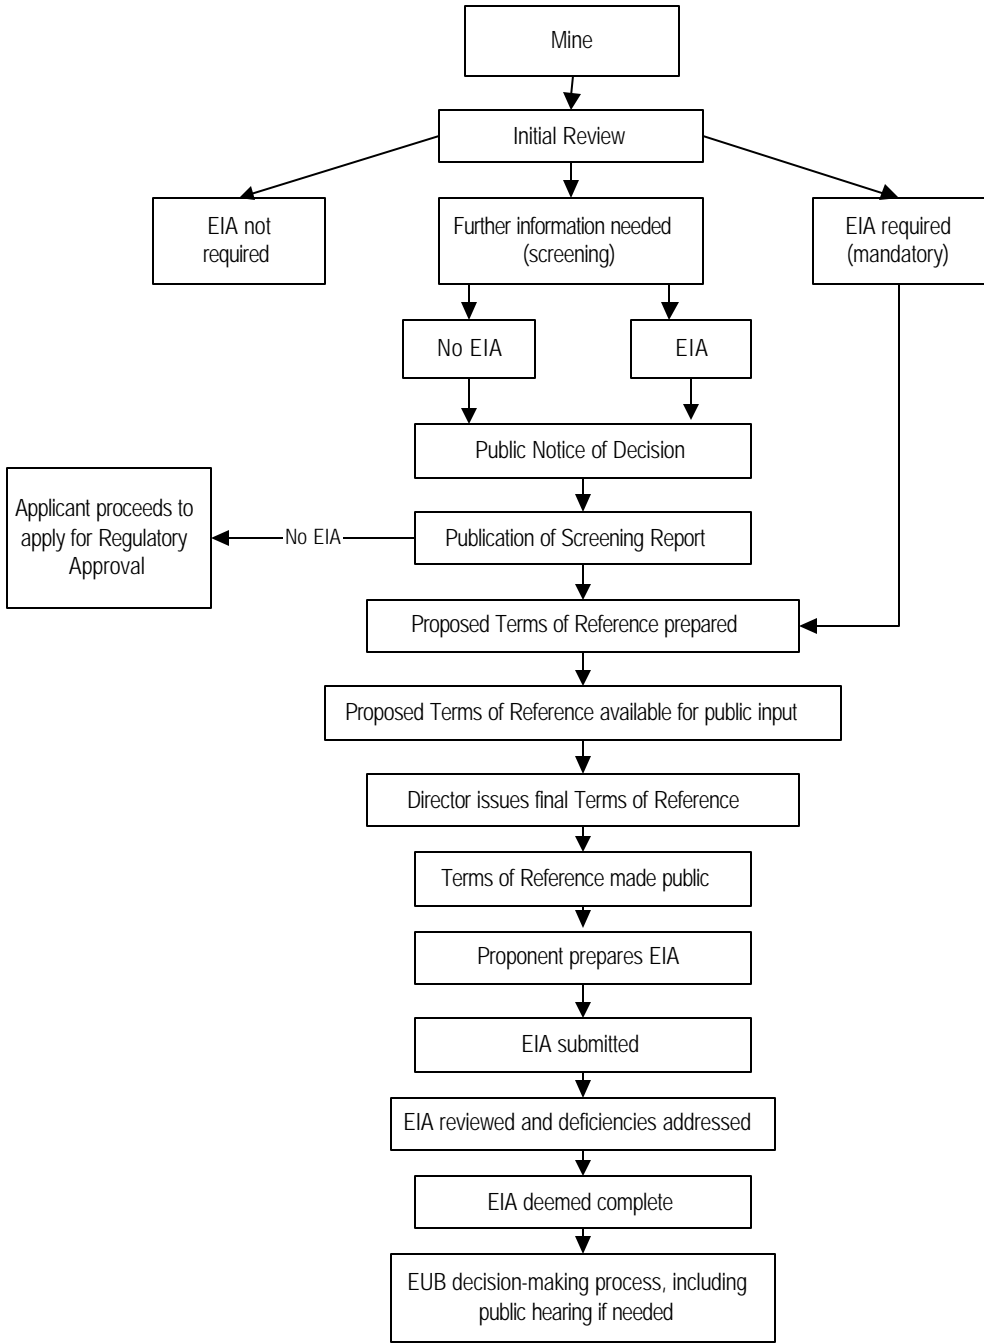 Mine
Initial Review
EIA not
required
Further information needed
(screening)
EIA required
(mandatory)
No EIA
EIA
Public Notice of Decision
Applicant proceeds to
apply for Regulatory
Approval
No EIA
Publication of Screening Report
Proposed Terms of Reference prepared
Proposed Terms of Reference available for public input
Director issues final Terms of Reference
Terms of Reference made public
Proponent prepares EIA
EIA submitted
EIA reviewed and deficiencies addressed
EIA deemed complete
EUB decision-making process, including
public hearing if needed